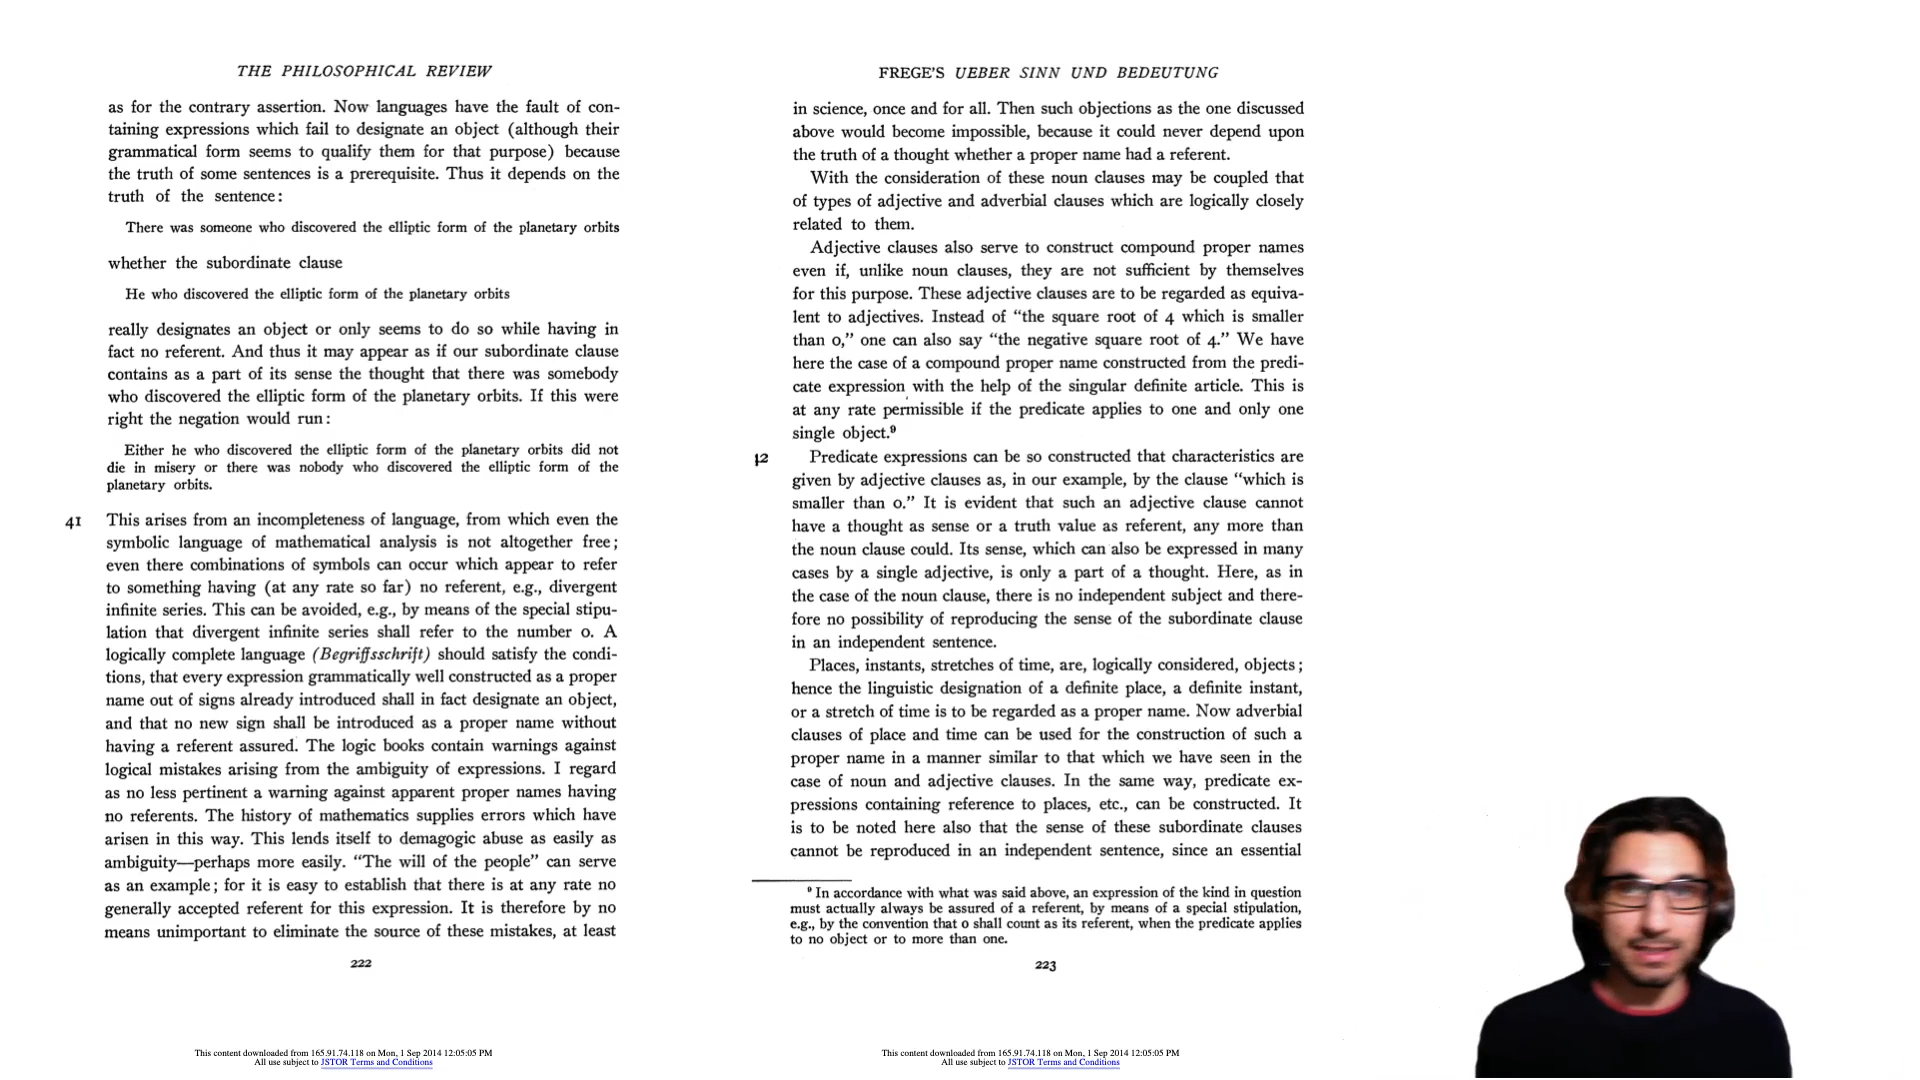 THE PHILOSOPHICAL REVIEW
as for the contrary assertion. Now languages have the fault of con-
taining expressions which fail to designate an object (although their
grammatical form seems to qualify them for that purpose) because
the truth of some sentences is a prerequisite. Thus it depends on the
truth of the sentence:
There was someone who discovered the elliptic form of the planetary orbits
whether the subordinate clause
He who discovered the elliptic form of the planetary orbits
really designates an object or only seems to do so while having in
fact no referent. And thus it may appear as if our subordinate clause
contains as a part of its sense the thought that there was somebody
who discovered the elliptic form of the planetary orbits. If this were
right the negation would run:
Either he who discovered the elliptic form of the planetary orbits did not
die in misery or there was nobody who discovered the elliptic form of the
planetary orbits.
41 This arises from an incompleteness of language, from which even the
symbolic language of mathematical analysis is not altogether free;
even there combinations of symbols can occur which appear to refer
to something having (at any rate so far) no referent, e.g., divergent
infinite series. This can be avoided, e.g., by means of the special stipu-
lation that divergent infinite series shall refer to the number 0. A
logically complete language (Begriffsschrift) should satisfy the condi-
tions, that every expression grammatically well constructed as a proper
name out of signs already introduced shall in fact designate an object,
and that no new sign shall be introduced as a proper name without
having a referent assured. The logic books contain warnings against
logical mistakes arising from the ambiguity of expressions. I regard
as no less pertinent a warning against apparent proper names having
no referents. The history of mathematics supplies errors which have
arisen in this way. This lends itself to demagogic abuse as easily as
ambiguity—perhaps more easily. “The will of the people” can serve
as an example; for it is easy to establish that there is at any rate no
generally accepted referent for this expression. It is therefore by no
means unimportant to eliminate the source of these mistakes, at least
222
This content downloaded from 165.91.74.118 on Mon, 1 Sep 2014 12:05:05 PM
All use subject to JSTOR Terms and Conditions
FREGE'S UEBER SINN UND BEDEUTUNG
in science, once and for all. Then such objections as the one discussed
above would become impossible, because it could never depend upon
the truth of a thought whether a proper name had a referent.
With the consideration of these noun clauses may be coupled that
of types of adjective and adverbial clauses which are logically closely
related to them.
Adjective clauses also serve to construct compound proper names
even if, unlike noun clauses, they are not sufficient by themselves
for this purpose. These adjective clauses are to be regarded as equiva-
lent to adjectives. Instead of “the square root of 4 which is smaller
than 0,” one can also say “the negative square root of 4.” We have
here the case of a compound proper name constructed from the predi-
cate expression with the help of the singular definite article. This is
at any rate permissible if the predicate applies to one and only one
single object.⁹
42 Predicate expressions can be so constructed that characteristics are
given by adjective clauses as, in our example, by the clause “which is
smaller than 0.” It is evident that such an adjective clause cannot
have a thought as sense or a truth value as referent, any more than
the noun clause could. Its sense, which can also be expressed in many
cases by a single adjective, is only a part of a thought. Here, as in
the case of the noun clause, there is no independent subject and there-
fore no possibility of reproducing the sense of the subordinate clause
in an independent sentence.
Places, instants, stretches of time, are, logically considered, objects;
hence the linguistic designation of a definite place, a definite instant,
or a stretch of time is to be regarded as a proper name. Now adverbial
clauses of place and time can be used for the construction of such a
proper name in a manner similar to that which we have seen in the
case of noun and adjective clauses. In the same way, predicate ex-
pressions containing reference to places, etc., can be constructed. It
is to be noted here also that the sense of these subordinate clauses
cannot be reproduced in an independent sentence, since an essential
⁹ In accordance with what was said above, an expression of the kind in question
must actually always be assured of a referent, by means of a special stipulation,
e.g., by the convention that 0 shall count as its referent, when the predicate applies
to no object or to more than one.
223
This content downloaded from 165.91.74.118 on Mon, 1 Sep 2014 12:05:05 PM
All use subject to JSTOR Terms and Conditions